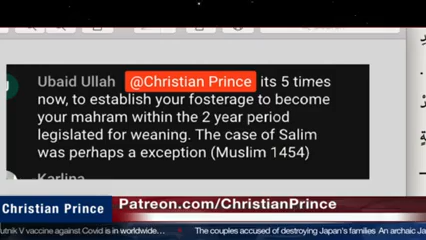 Ubaid Ullah @Christian Prince its 5 times
now, to establish your fosterage to become
your mahram within the 2 year period
legislated for weaning. The case of Salim
was perhaps a exception (Muslim 1454)
Karlina
Christian Prince Patreon.com/ChristianPrince
utnik V vaccine against Covid is in worldwide... The couples accused of destroying Japan's families An archaic Ja